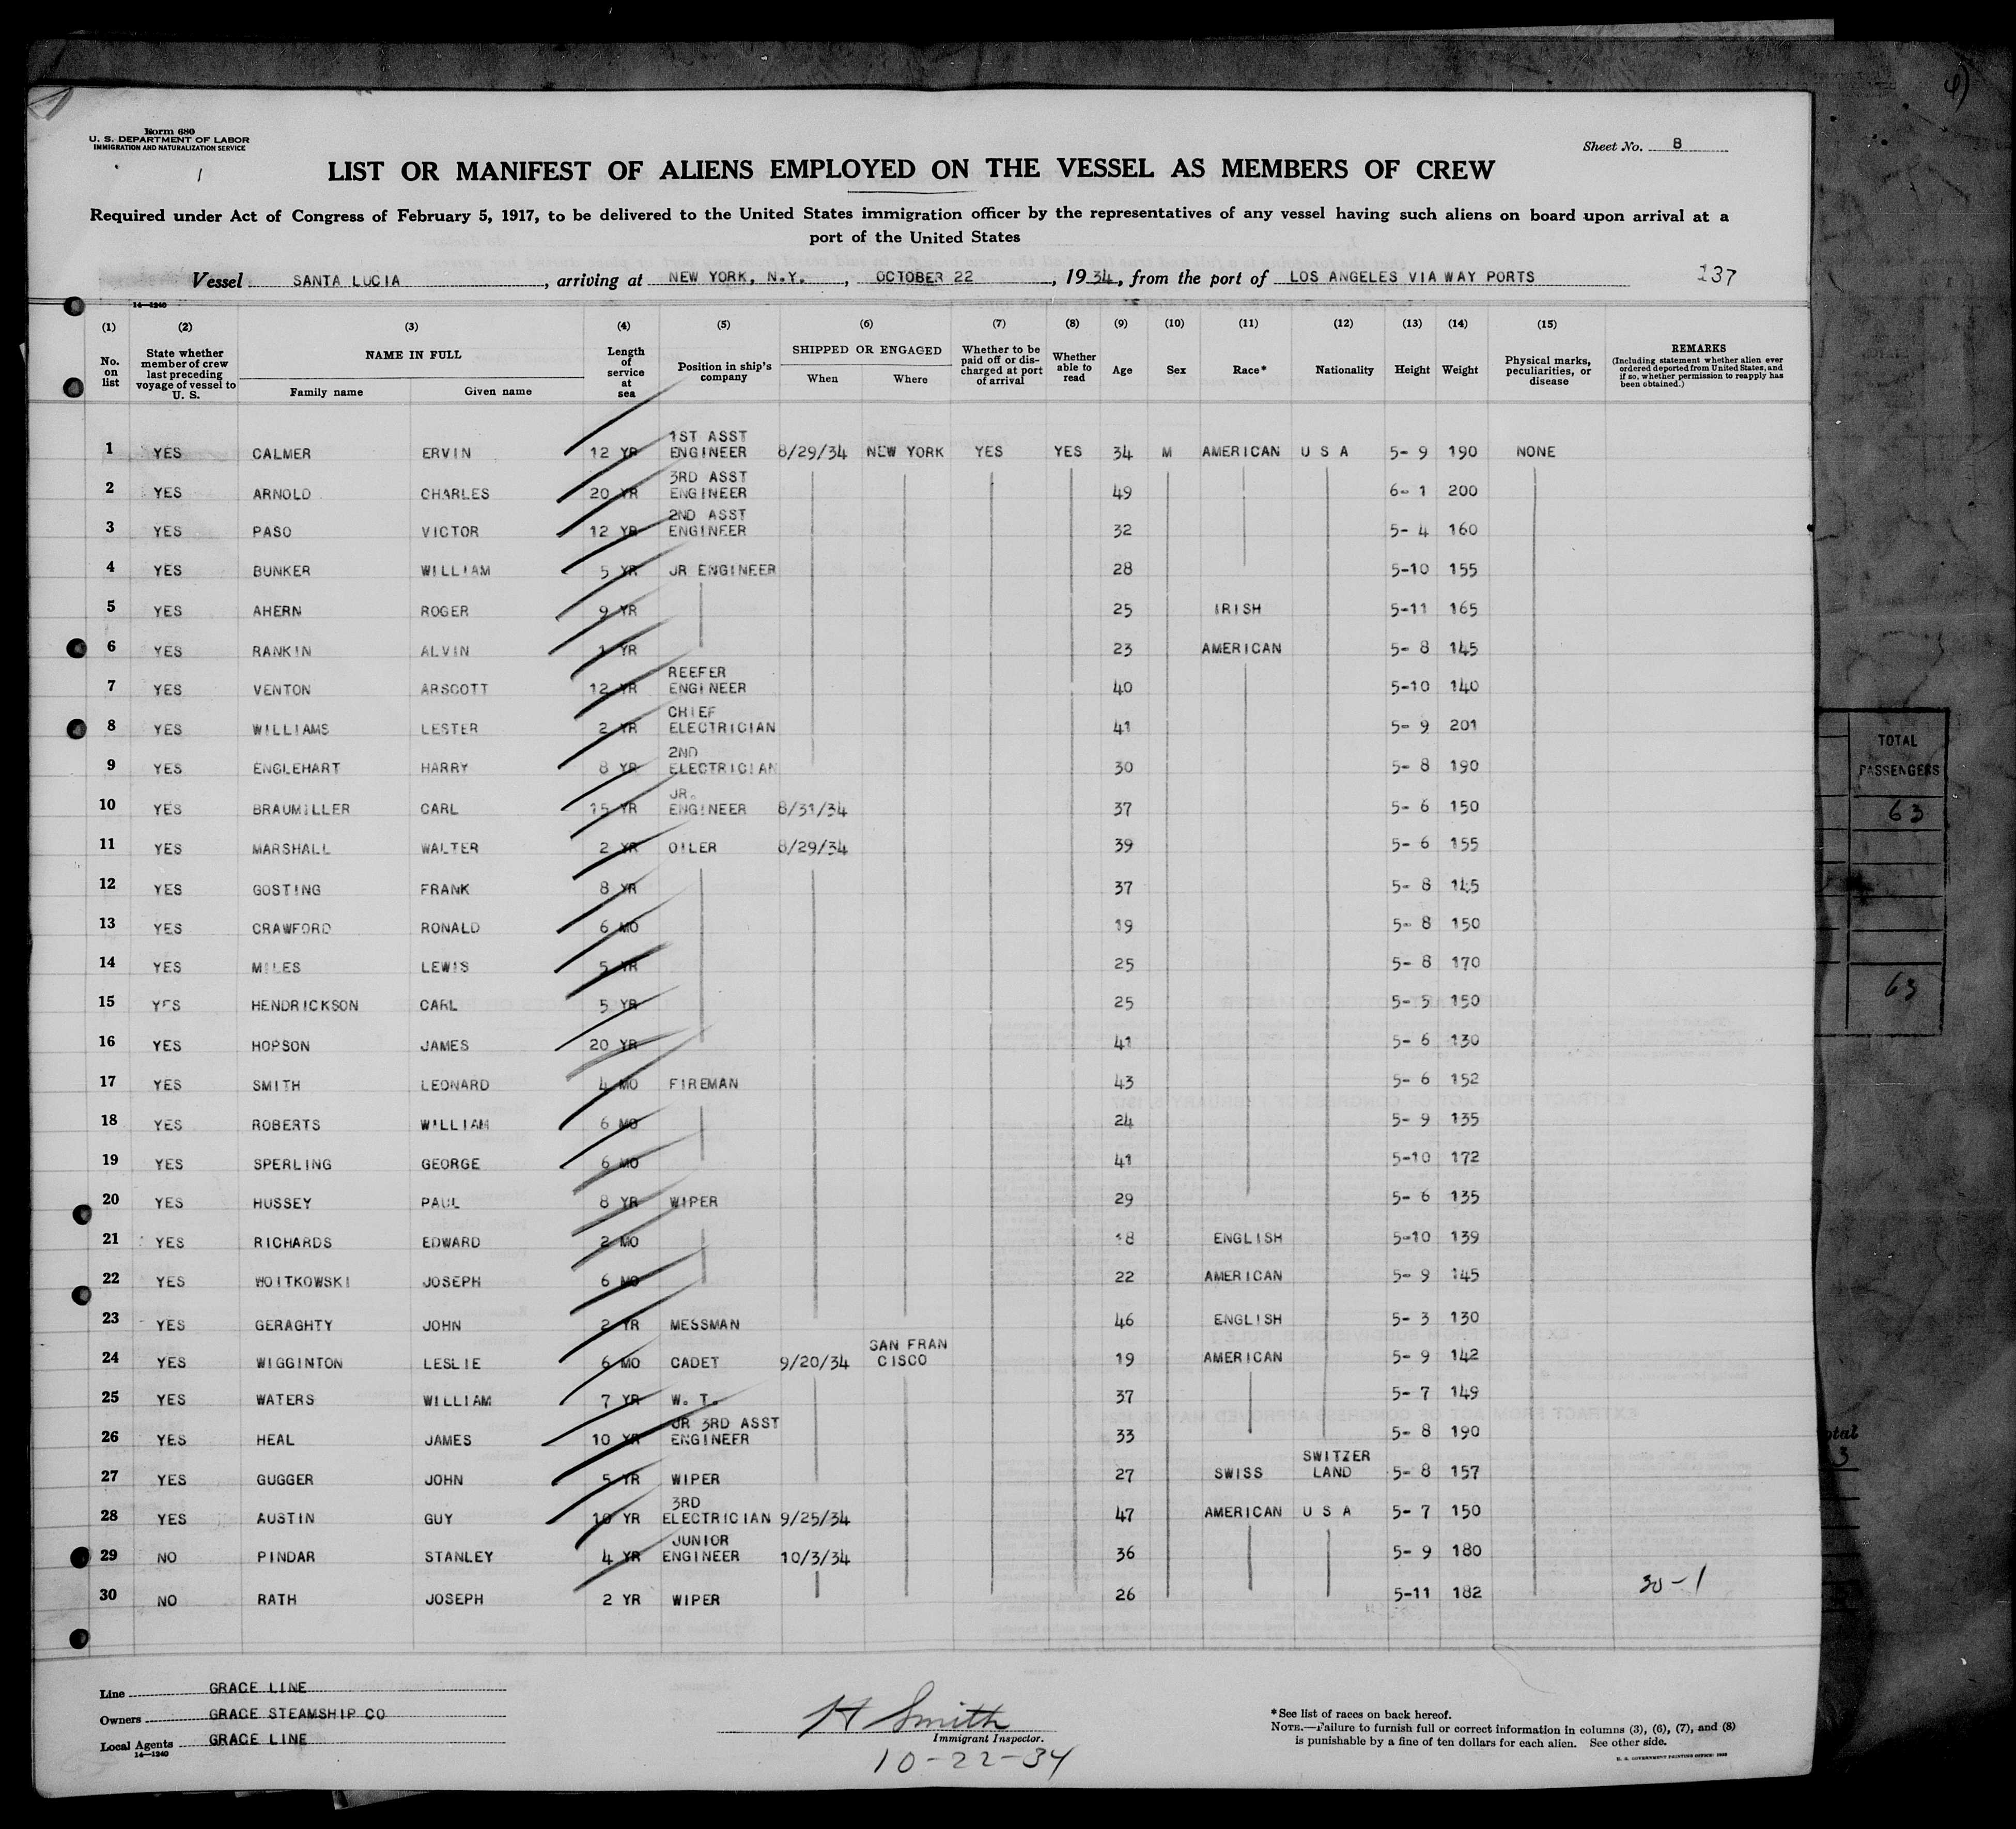 Form 680
U. S. DEPARTMENT OF LABOR
IMMIGRATION AND NATURALIZATION SERVICE
Sheet No. 8
LIST OR MANIFEST OF ALIENS EMPLOYED ON THE VESSEL AS MEMBERS OF CREW
Required under Act of Congress of February 5, 1917, to be delivered to the United States immigration officer by the representatives of any vessel having such aliens on board upon arrival at a
port of the United States
Vessel SANTA LUCIA, arriving at NEW YORK, N.Y., OCTOBER 22, 1934, from the port of LOS ANGELES VIA WAY PORTS 137
14—1240
(1) (2) (3) (4) (5) (6) (7) (8) (9) (10) (11) (12) (13) (14) (15)
No. on list State whether member of crew last preceding voyage of vessel to U. S. NAME IN FULL Family name Given name Length of service at sea Position in ship's company SHIPPED OR ENGAGED When Where Whether to be paid off or discharged at port of arrival Whether able to read Age Sex Race* Nationality Height Weight Physical marks, peculiarities, or disease REMARKS (Including statement whether alien ever ordered deported from United States, and if so, whether permission to reapply has been obtained.)
1 YES CALMER ERVIN 12 YR 1ST ASST ENGINEER 8/29/34 NEW YORK YES YES 34 M AMERICAN U S A 5- 9 190 NONE
2 YES ARNOLD CHARLES 20 YR 3RD ASST ENGINEER 49 6- 1 200
3 YES PASO VICTOR 12 YR 2ND ASST ENGINEER 32 5- 4 160
4 YES BUNKER WILLIAM 5 YR JR ENGINEER 28 5-10 155
5 YES AHERN ROGER 9 YR 25 IRISH 5-11 165
6 YES RANKIN ALVIN 1 YR 23 AMERICAN 5- 8 145
7 YES VENTON ARSCOTT 12 YR REEFER ENGINEER 40 5-10 140
8 YES WILLIAMS LESTER 2 YR CHIEF ELECTRICIAN 41 5- 9 201
9 YES ENGLEHART HARRY 8 YR 2ND ELECTRICIAN 30 5- 8 190
10 YES BRAUMILLER CARL 15 YR JR. ENGINEER 8/31/34 37 5- 6 150
11 YES MARSHALL WALTER 2 YR OILER 8/29/34 39 5- 6 155
12 YES GOSTING FRANK 8 YR 37 5- 8 145
13 YES CRAWFORD RONALD 6 MO 19 5- 8 150
14 YES MILES LEWIS 5 YR 25 5- 8 170
15 YES HENDRICKSON CARL 5 YR 25 5- 5 150
16 YES HOPSON JAMES 20 YR 41 5- 6 130
17 YES SMITH LEONARD 4 MO FIREMAN 43 5- 6 152
18 YES ROBERTS WILLIAM 6 MO 24 5- 9 135
19 YES SPERLING GEORGE 6 MO 41 5-10 172
20 YES HUSSEY PAUL 8 YR WIPER 29 5- 6 135
21 YES RICHARDS EDWARD 2 MO 18 ENGLISH 5-10 139
22 YES WOITKOWSKI JOSEPH 6 MO 22 AMERICAN 5- 9 145
23 YES GERAGHTY JOHN 2 YR MESSMAN 46 ENGLISH 5- 3 130
24 YES WIGGINTON LESLIE 6 MO CADET 9/20/34 SAN FRAN CISCO 19 AMERICAN 5- 9 142
25 YES WATERS WILLIAM 7 YR W. T. 37 5- 7 149
26 YES HEAL JAMES 10 YR JR 3RD ASST ENGINEER 33 5- 8 190
27 YES GUGGER JOHN 5 YR WIPER 27 SWISS SWITZER LAND 5- 8 157
28 YES AUSTIN GUY 10 YR 3RD ELECTRICIAN 9/25/34 47 AMERICAN U S A 5- 7 150
29 NO PINDAR STANLEY 4 YR JUNIOR ENGINEER 10/3/34 36 5- 9 180
30 NO RATH JOSEPH 2 YR WIPER 26 5-11 182 30-1
Line GRACE LINE
Owners GRACE STEAMSHIP CO
Local Agents GRACE LINE
14—1240
H Smith
Immigrant Inspector.
10-22-34
*See list of races on back hereof.
NOTE.—Failure to furnish full or correct information in columns (3), (6), (7), and (8)
is punishable by a fine of ten dollars for each alien. See other side.
U. S. GOVERNMENT PRINTING OFFICE
TOTAL
PASSENGERS
63
63